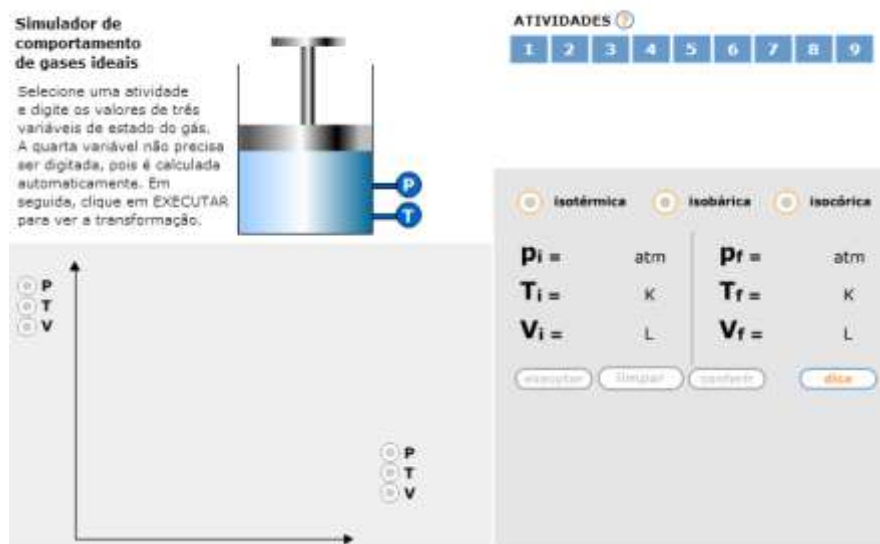 Simulador de
comportamento
de gases ideais
Selecione uma atividade
e digite os valores de três
variáveis de estado do gás.
A quarta variável não precisa
ser digitada, pois é calculada
automaticamente. Em
seguida, clique em EXECUTAR
para ver a transformação.
P
T
ATIVIDADES ?
1 2 3 4 5 6 7 8 9
isotérmica isobárica isocórica
Pi = atm Pf = atm
Ti = K Tf = K
Vi = L Vf = L
executar limpar conferir dica
P
T
V
P
T
V